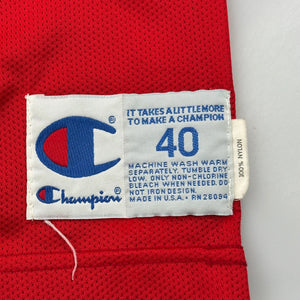 IT TAKES A LITTLE MORE
TO MAKE A CHAMPION
40
MACHINE WASH WARM
SEPARATELY. TUMBLE DRY
LOW. ONLY NON-CHLORINE
BLEACH WHEN NEEDED. DO
NOT IRON DESIGN.
MADE IN U.S.A. • RN 26094
Champion
100% NYLON